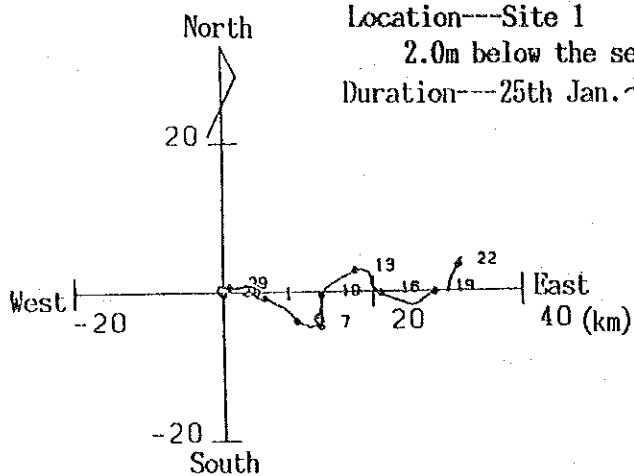 Location---Site 1
North
2.0m below the se
Duration---25th Jan.~
20
13
22
29
1
10
16
19
West
East
-20
7
20
40 (km)
-20
South